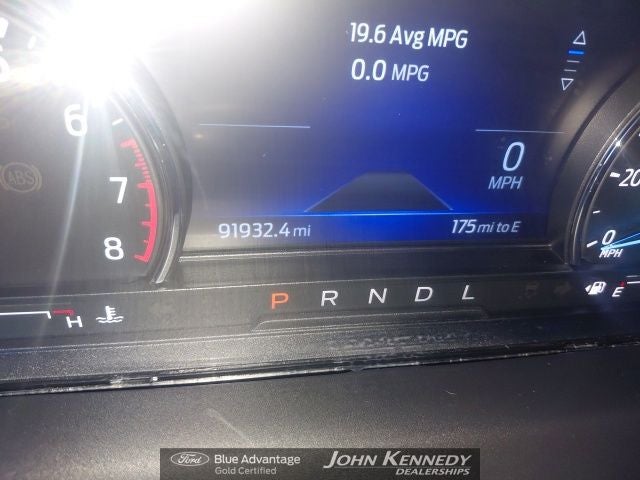 19.6 Avg MPG
0.0 MPG
6
7
8
ABS
0
MPH
20
0
MPH
91932.4 mi
175 mi to E
P R N D L
H
E
Ford
Blue Advantage
Gold Certified
JOHN KENNEDY
DEALERSHIPS